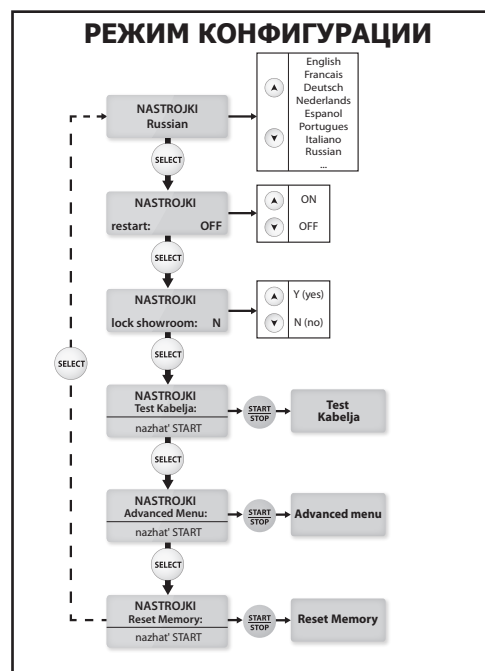 РЕЖИМ КОНФИГУРАЦИИ
NASTROJKI
Russian
English
Francais
Deutsch
Nederlands
Espanol
Portugues
Italiano
Russian
...
SELECT
NASTROJKI
restart: OFF
ON
OFF
SELECT
NASTROJKI
lock showroom: N
Y (yes)
N (no)
SELECT
SELECT
NASTROJKI
Test Kabelja:
nazhat' START
START
STOP
Test
Kabelja
SELECT
NASTROJKI
Advanced Menu:
nazhat' START
START
STOP
Advanced menu
SELECT
NASTROJKI
Reset Memory:
nazhat' START
START
STOP
Reset Memory